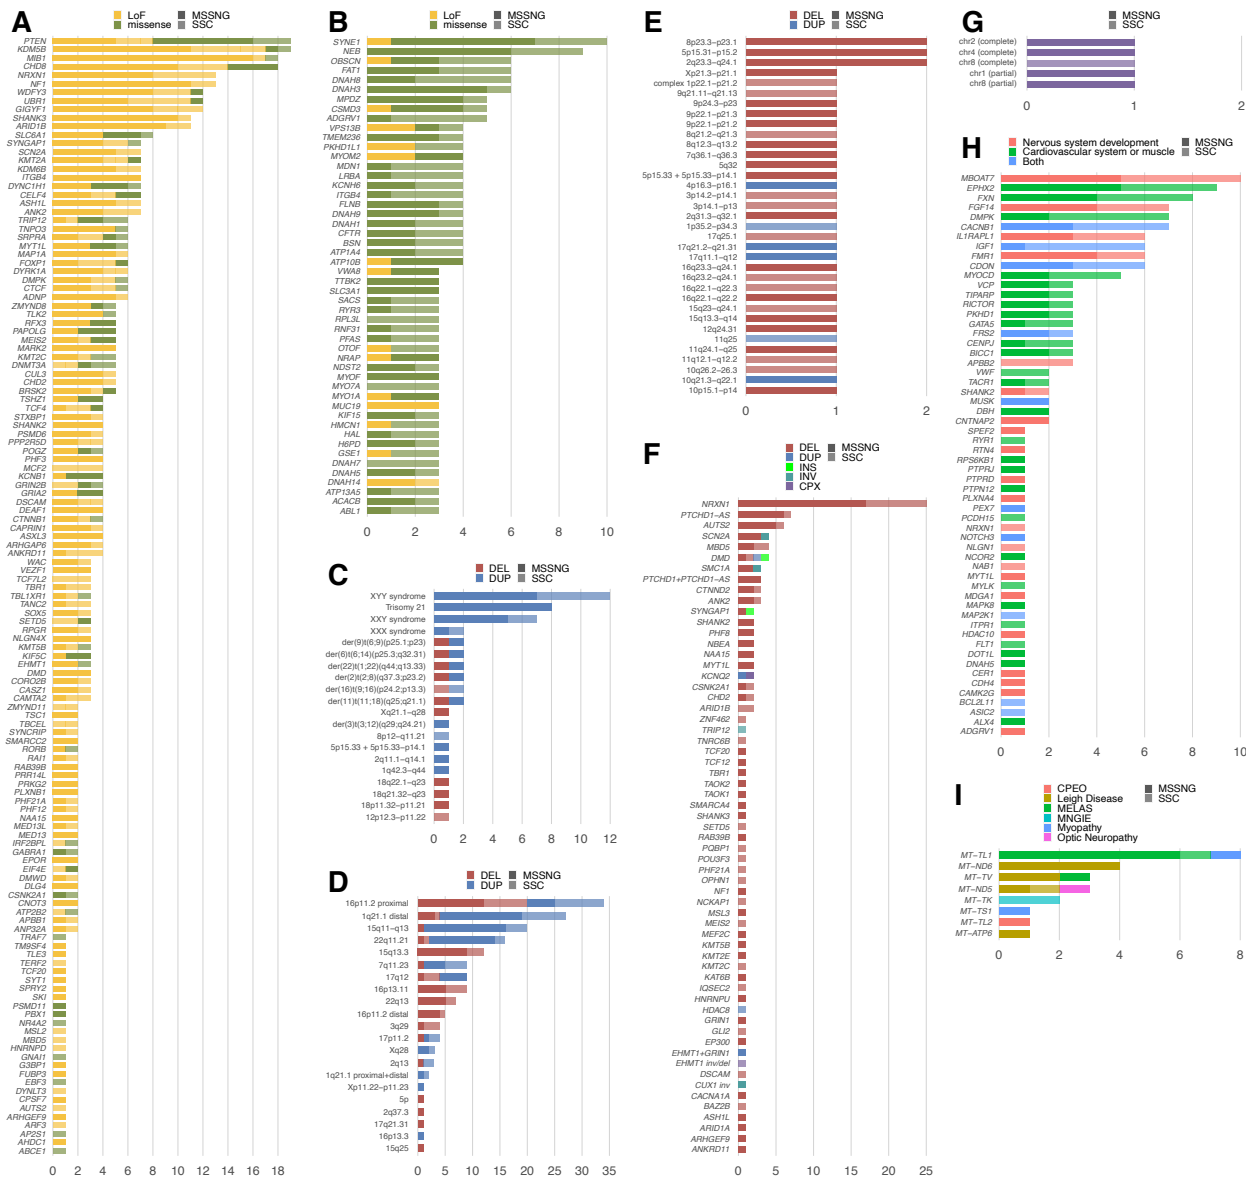 A
LoF
MSSNG
missense
SSC
PTEN
KDM5B
MIB1
CHD8
NRXN1
NF1
WDFY3
UBR1
GIGYF1
SHANK3
ARID1B
SLC6A1
SYNGAP1
SCN2A
KMT2A
KDM6B
ITGB4
DYNC1H1
CELF4
ASH1L
ANK2
TRIP12
TNPO3
SRPRA
MYT1L
MAP1A
FOXP1
DYRK1A
DMPK
CTCF
ADNP
ZMYND8
TLK2
RFX3
PAPOLG
MEIS2
MARK2
KMT2C
DNMT3A
CUL3
CHD2
BRSK2
TSHZ1
TCF4
STXBP1
SHANK2
PSMD6
PPP2R5D
POGZ
PHF3
MCF2
KCNB1
GRIN2B
GRIA2
DSCAM
DEAF1
CTNNB1
CAPRIN1
ASXL3
ARHGAP6
ANKRD11
WAC
VEZF1
TCF7L2
TBR1
TBL1XR1
TANC2
SOX5
SETD5
RPGR
NLGN4X
KMT5B
KIF5C
EHMT1
DMD
CORO2B
CASZ1
CAMTA2
ZMYND11
TSC1
TBCEL
SYNCRIP
SMARCC2
RORB
RAI1
RAB39B
PRR14L
PRKG2
PLXNB1
PHF21A
PHF12
NAA15
MED13L
MED13
IRF2BPL
GABRA1
EPOR
EIF4E
DMWD
DLG4
CSNK2A1
CNOT3
ATP2B2
APBB1
ANP32A
TRAF7
TM9SF4
TLE3
TERF2
TCF20
SYT1
SPRY2
SKI
PSMD11
PBX1
NR4A2
MSL2
MBD5
HNRNPD
GNAI1
G3BP1
FUBP3
EBF3
DYNLT3
CPSF7
AUTS2
ARHGEF9
ARF3
AP2S1
AHDC1
ABCE1
0 2 4 6 8 10 12 14 16 18
B
LoF
MSSNG
missense
SSC
SYNE1
NEB
OBSCN
FAT1
DNAH8
DNAH3
MPDZ
CSMD3
ADGRV1
VPS13B
TMEM236
PKHD1L1
MYOM2
MDN1
LRBA
KCNH6
ITGB4
FLNB
DNAH9
DNAH1
CFTR
BSN
ATP1A4
ATP10B
VWA8
TTBK2
SLC3A1
SACS
RYR3
RPL3L
RNF31
PFAS
OTOF
NRAP
NDST2
MYOF
MYO7A
MYO1A
MUC19
KIF15
HMCN1
HAL
H6PD
GSE1
DNAH7
DNAH5
DNAH14
ATP13A5
ACACB
ABL1
0 2 4 6 8 10
C
DEL
MSSNG
DUP
SSC
XYY syndrome
Trisomy 21
XXY syndrome
XXX syndrome
der(9)t(6;9)(p25.1;p23)
der(6)t(6;14)(p25.3;q32.31)
der(22)t(1;22)(q44;q13.33)
der(2)t(2;8)(q37.3;p23.2)
der(16)t(9;16)(p24.2;p13.3)
der(11)t(11;18)(q25;q21.1)
Xq21.1−q28
der(3)t(3;12)(q29;q24.21)
8p12−q11.21
5p15.33 + 5p15.33−p14.1
2q11.1−q14.1
1q42.3−q44
18q22.1−q23
18q21.32−q23
18p11.32−p11.21
12p12.3−p11.22
0 2 4 6 8 10 12
D
DEL
MSSNG
DUP
SSC
16p11.2 proximal
1q21.1 distal
15q11−q13
22q11.21
15q13.3
7q11.23
17q12
16p13.11
22q13
16p11.2 distal
3q29
17p11.2
Xq28
2q13
1q21.1 proximal+distal
Xp11.22−p11.23
5p
2q37.3
17q21.31
16p13.3
15q25
0 5 10 15 20 25 30 35
E
DEL
MSSNG
DUP
SSC
8p23.3−p23.1
5p15.31−p15.2
2q23.3−q24.1
Xp21.3−p21.1
complex 1p22.1−p21.2
9q21.11−q21.13
9p24.3−p23
9p22.1−p21.3
9p22.1−p21.2
8q21.2−q21.3
8q12.3−q13.2
7q36.1−q36.3
5q32
5p15.33 + 5p15.33−p14.1
4p16.3−p16.1
3p14.2−p14.1
3p14.1−p13
2q31.3−q32.1
1p35.2−p34.3
17q25.1
17q21.2−q21.31
17q11.1−q12
16q23.3−q24.1
16q23.2−q24.1
16q22.1−q22.3
16q22.1−q22.2
15q23−q24.1
15q13.3−q14
12q24.31
11q25
11q24.1−q25
11q12.1−q12.2
10q26.2−q26.3
10q21.3−q22.1
10p15.1−p14
0 1 2
F
DEL
MSSNG
DUP
SSC
INS
INV
CPX
NRXN1
PTCHD1−AS
AUTS2
SCN2A
MBD5
DMD
SMC1A
PTCHD1+PTCHD1−AS
CTNND2
ANK2
SYNGAP1
SHANK2
PHF8
NBEA
NAA15
MYT1L
KCNQ2
CSNK2A1
CHD2
ARID1B
ZNF462
TRIP12
TNRC6B
TCF20
TCF12
TBR1
TAOK2
TAOK1
SMARCA4
SHANK3
SETD5
RAB39B
PQBP1
POU3F3
PHF21A
OPHN1
NF1
NCKAP1
MSL3
MEIS2
MEF2C
KMT5B
KMT2E
KMT2C
KAT6B
IQSEC2
HNRNPU
HDAC8
GRIN1
GLI2
EP300
EHMT1+GRIN1
EHMT1 inv/del
DSCAM
CUX1 inv
CACNA1A
BAZ2B
ASH1L
ARID1A
ARHGEF9
ANKRD11
0 5 10 15 20 25
G
MSSNG
SSC
chr2 (complete)
chr4 (complete)
chr8 (complete)
chr1 (partial)
chr8 (partial)
0 1 2
H
Nervous system development
MSSNG
Cardiovascular system or muscle
SSC
Both
MBOAT7
EPHX2
FXN
FGF14
DMPK
CACNB1
IL1RAPL1
IGF1
FMR1
CDON
MYOCD
VCP
TIPARP
RICTOR
PKHD1
GATA5
FRS2
CENPJ
BICC1
APBB2
VWF
TACR1
SHANK2
MUSK
DBH
CNTNAP2
SPEF2
RYR1
RTN4
RPS6KB1
PTPRJ
PTPRD
PTPN12
PLXNA4
PEX7
PCDH15
NRXN1
NOTCH3
NLGN1
NCOR2
NAB1
MYT1L
MYLK
MDGA1
MAPK8
MAP2K1
ITPR1
HDAC10
FLT1
DOT1L
DNAH5
CER1
CDH4
CAMK2G
BCL2L11
ASIC2
ALX4
ADGRV1
0 2 4 6 8 10
I
CPEO
MSSNG
Leigh Disease
SSC
MELAS
MNGIE
Myopathy
Optic Neuropathy
MT−TL1
MT−ND6
MT−TV
MT−ND5
MT−TK
MT−TS1
MT−TL2
MT−ATP6
0 2 4 6 8